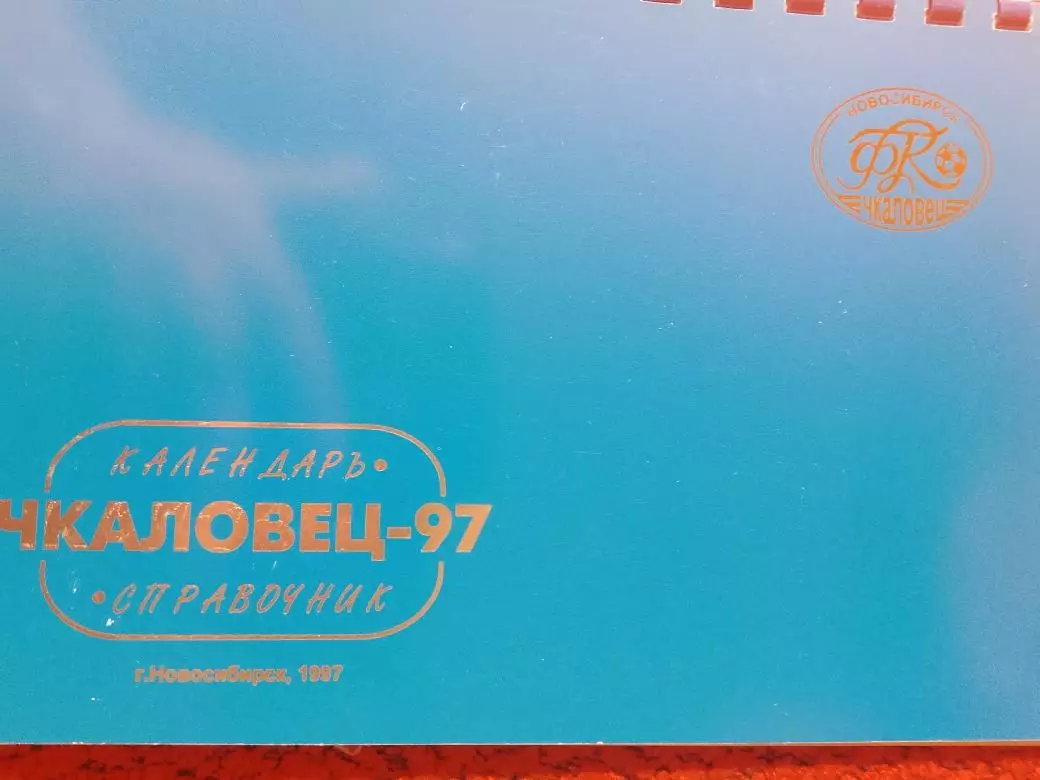 НОВОСИБИРСК
ФК
ЧКАЛОВЕЦ
КАЛЕНДАРЬ•
ЧКАЛОВЕЦ-97
•СПРАВОЧНИК
г.Новосибирск, 1997